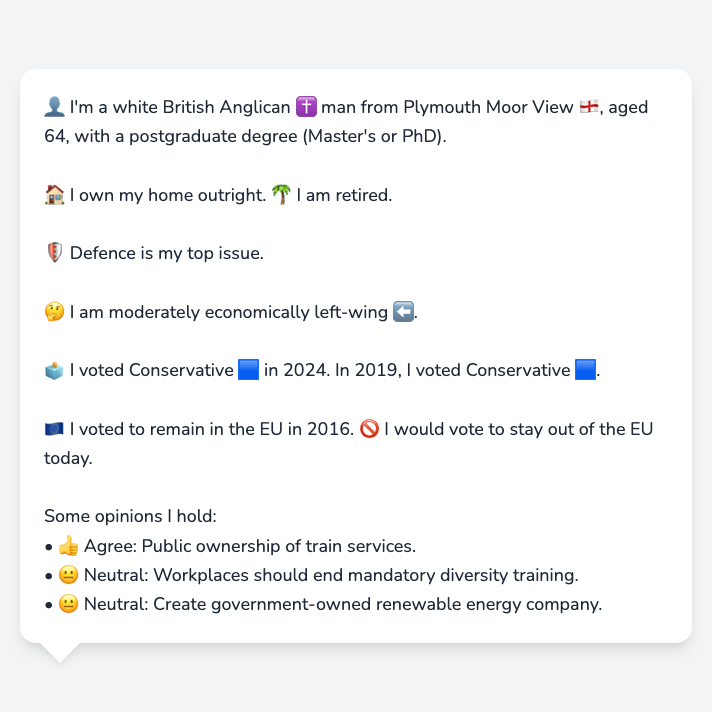 👤 I'm a white British Anglican ✝️ man from Plymouth Moor View 🏴󠁧󠁢󠁥󠁮󠁧󠁿, aged
64, with a postgraduate degree (Master's or PhD).
🏠 I own my home outright. 🌴 I am retired.
🛡️ Defence is my top issue.
🤔 I am moderately economically left-wing ⬅️.
🗳️ I voted Conservative 🟦 in 2024. In 2019, I voted Conservative 🟦.
🇪🇺 I voted to remain in the EU in 2016. 🚫 I would vote to stay out of the EU
today.
Some opinions I hold:
• 👍 Agree: Public ownership of train services.
• 😐 Neutral: Workplaces should end mandatory diversity training.
• 😐 Neutral: Create government-owned renewable energy company.